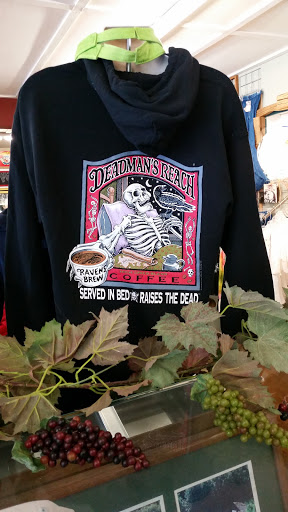 DEADMAN'S REACH
RAVEN'S
BREW
COFFEE
SERVED IN BED RAISES THE DEAD